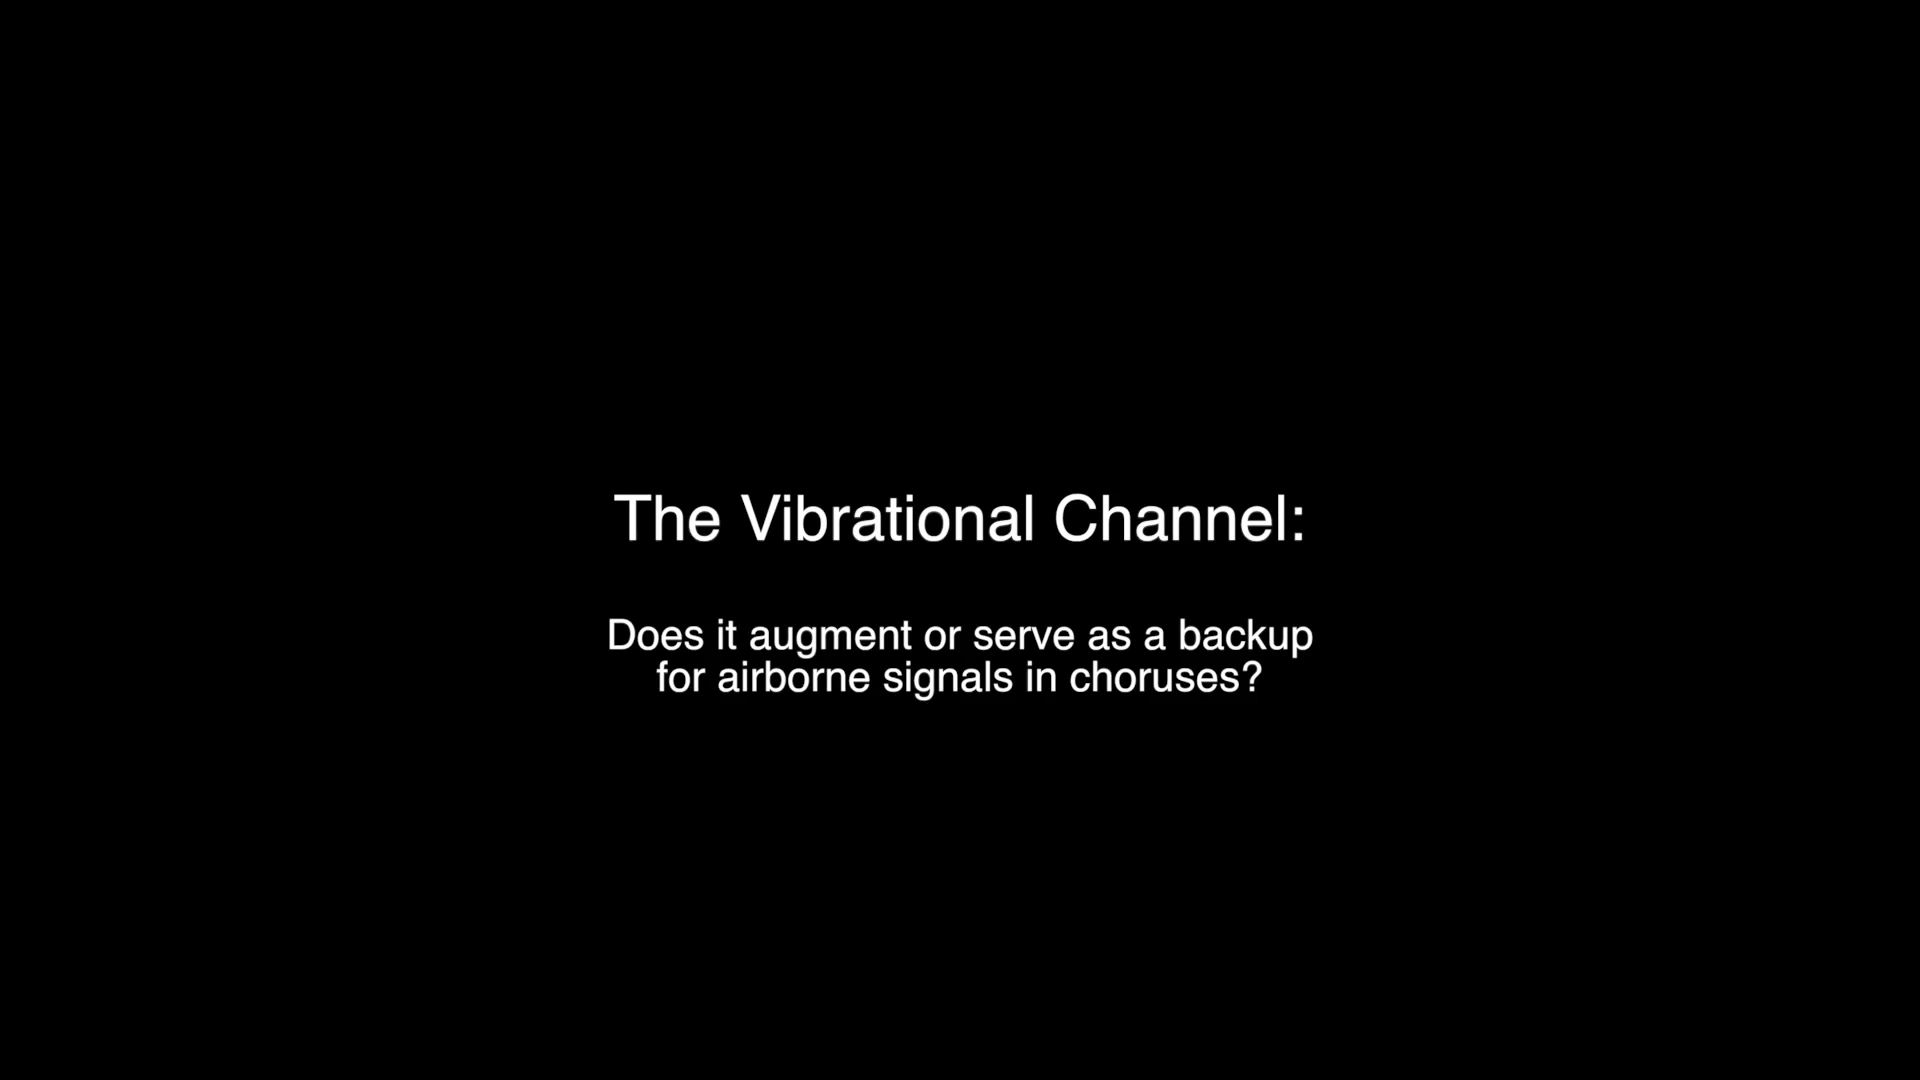 The Vibrational Channel:
Does it augment or serve as a backup
for airborne signals in choruses?